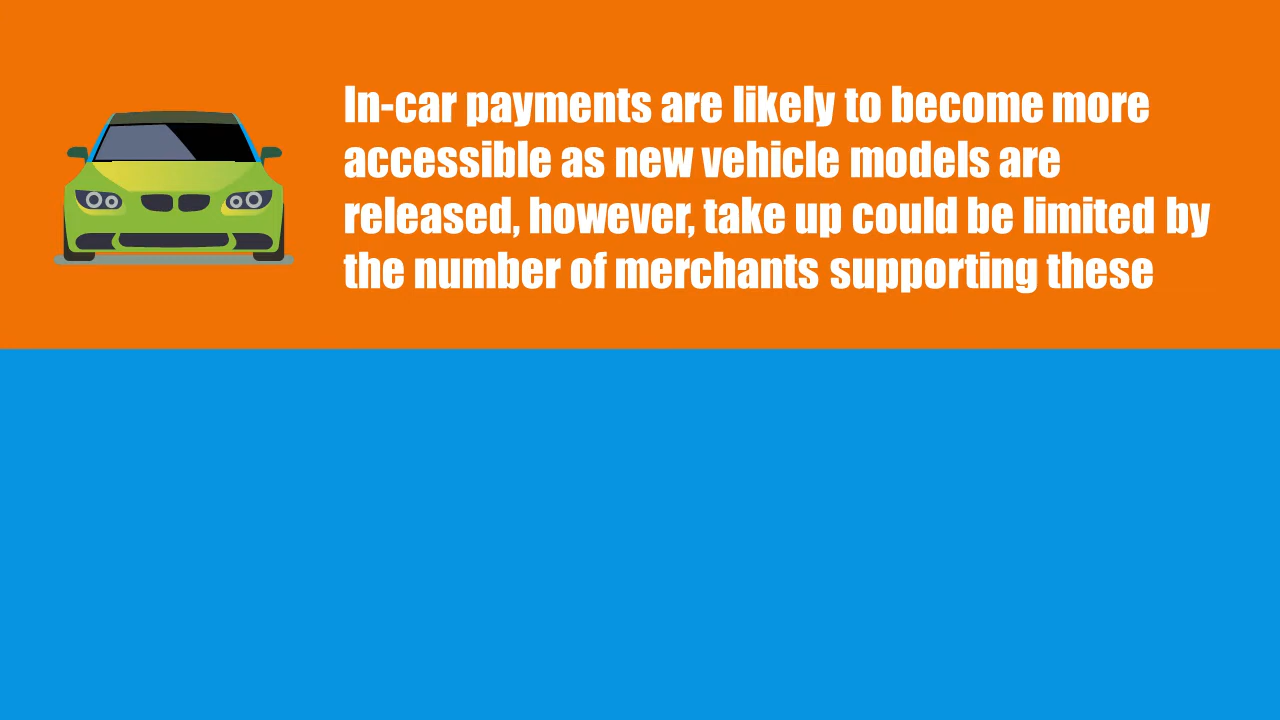 In-car payments are likely to become more
accessible as new vehicle models are
released, however, take up could be limited by
the number of merchants supporting these